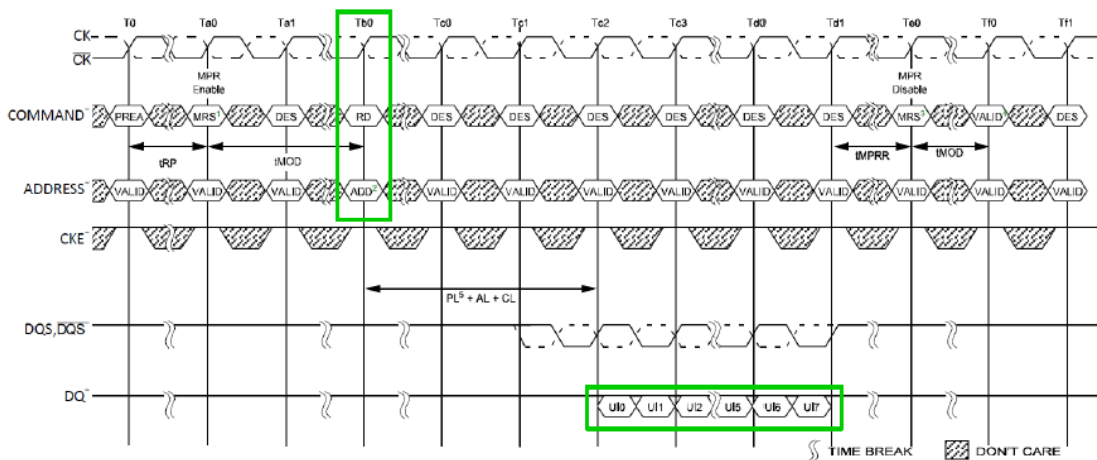 T0 Ta0 Ta1 Tb0 Tc0 Tc1 Tc2 Tc3 Td0 Td1 Te0 Tf0 Tf1
CK
CK
MPR Enable MPR Disable
COMMAND PREA MRS1 DES RD DES DES DES DES DES DES MRS3 VALID4 DES
tRP tMOD tMPRR tMOD
ADDRESS VALID VALID VALID ADD2 VALID VALID VALID VALID VALID VALID VALID VALID VALID
CKE
PL5 + AL + CL
DQS, DQS
DQ UI0 UI1 UI2 UI5 UI6 UI7
TIME BREAK DON'T CARE